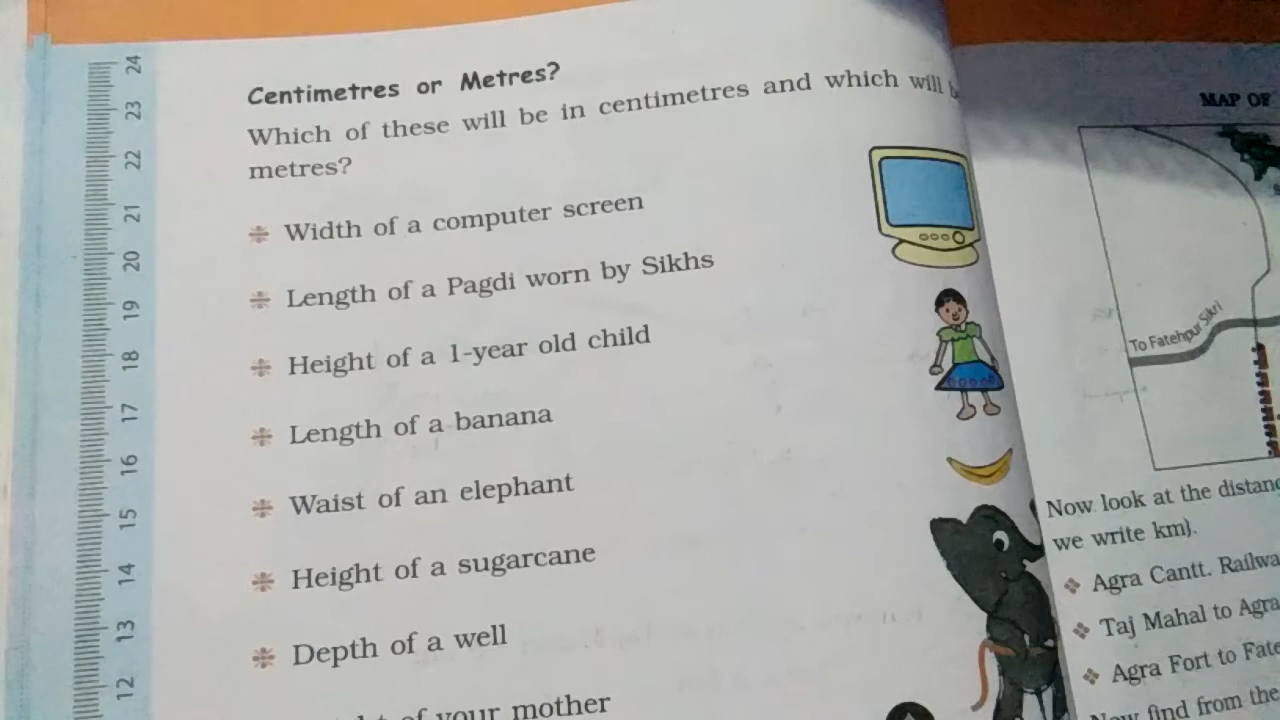 24
23
22
21
20
19
18
17
16
15
14
13
12
Centimetres or Metres?
Which of these will be in centimetres and which will
metres?
Width of a computer screen
Length of a Pagdi worn by Sikhs
Height of a 1-year old child
Length of a banana
Waist of an elephant
Height of a sugarcane
Depth of a well
of your mother
MAP OF
To Fatehpur Sikri
Now look at the
we write km).
Agra Cantt.
Taj Mahal to Agra
Agra Fort to
Now find from the